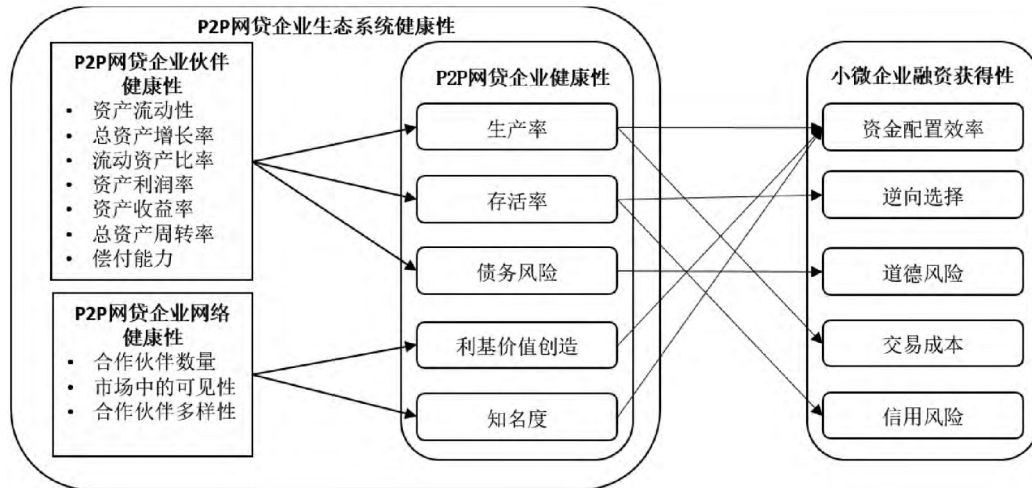 P2P网贷企业生态系统健康性
P2P网贷企业伙伴
健康性
• 资产流动性
• 总资产增长率
• 流动资产比率
• 资产利润率
• 资产收益率
• 总资产周转率
• 偿付能力
P2P网贷企业网络
健康性
• 合作伙伴数量
• 市场中的可见性
• 合作伙伴多样性
P2P网贷企业健康性
生产率
存活率
债务风险
利基价值创造
知名度
小微企业融资获得性
资金配置效率
逆向选择
道德风险
交易成本
信用风险